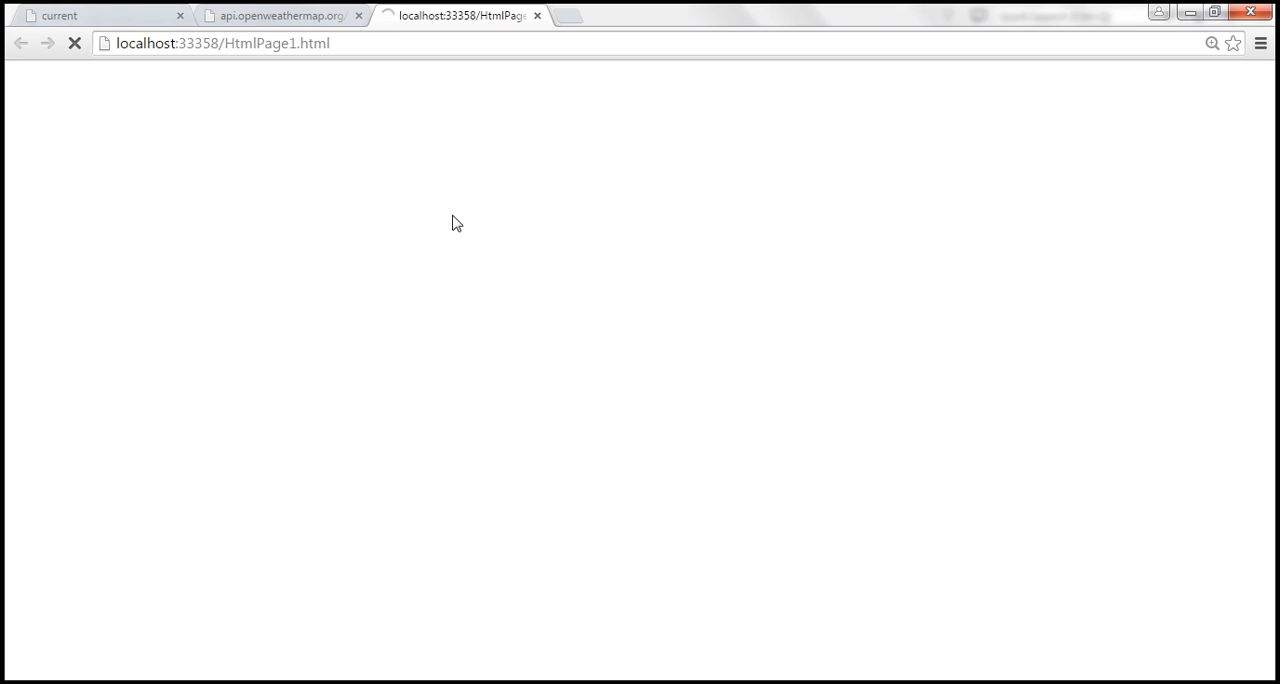 current
api.openweathermap.org/
localhost:33358/HtmlPage
localhost:33358/HtmlPage1.html